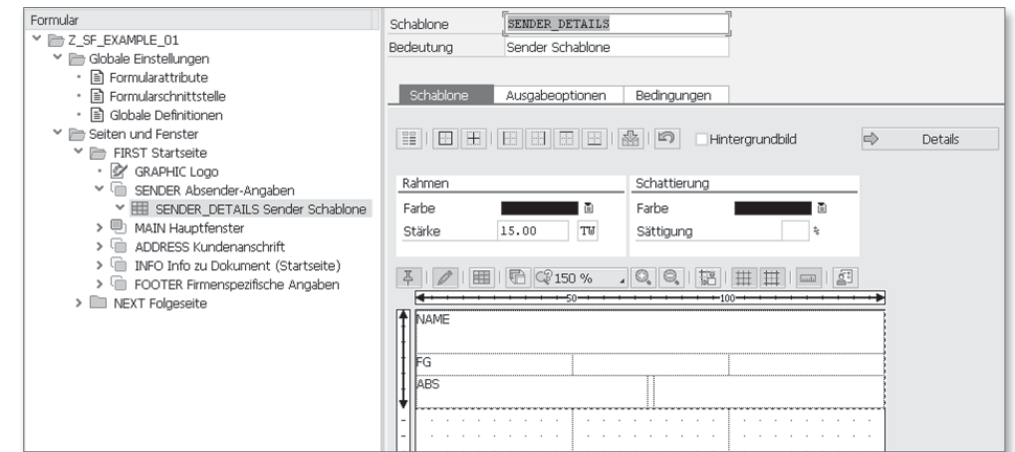 Formular
Z_SF_EXAMPLE_01
Globale Einstellungen
Formularattribute
Formularschnittstelle
Globale Definitionen
Seiten und Fenster
FIRST Startseite
GRAPHIC Logo
SENDER Absender-Angaben
SENDER_DETAILS Sender Schablone
MAIN Hauptfenster
ADDRESS Kundenanschrift
INFO Info zu Dokument (Startseite)
FOOTER Firmenspezifische Angaben
NEXT Folgeseite
Schablone SENDER_DETAILS
Bedeutung Sender Schablone
Schablone Ausgabeoptionen Bedingungen
Hintergrundbild Details
Rahmen Schattierung
Farbe Farbe
Stärke 15.00 TW Sättigung %
150 %
50 100
NAME
FG
ABS